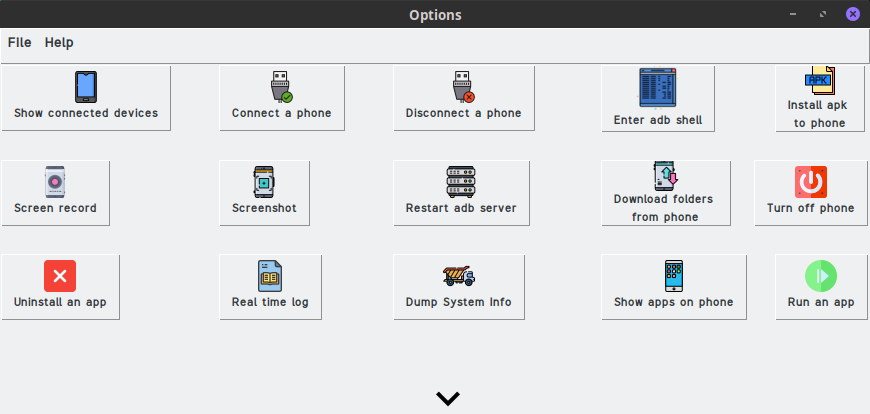 Options
FIle Help
Show connected devices
Connect a phone
Disconnect a phone
Enter adb shell
APK
Install apk
to phone
Screen record
Screenshot
Restart adb server
Download folders
from phone
Turn off phone
Uninstall an app
Real time log
Dump System Info
Show apps on phone
Run an app